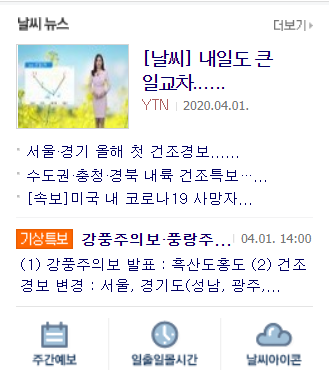 날씨 뉴스
더보기
[날씨] 내일도 큰
일교차......
YTN 2020.04.01.
서울·경기 올해 첫 건조경보......
수도권·충청·경북 내륙 건조특보…...
[속보]미국 내 코로나19 사망자...
기상특보 강풍주의보·풍랑주... 04.01. 14:00
(1) 강풍주의보 발표 : 흑산도홍도 (2) 건조
경보 변경 : 서울, 경기도(성남, 광주,...
주간예보 일출일몰시간 날씨아이콘